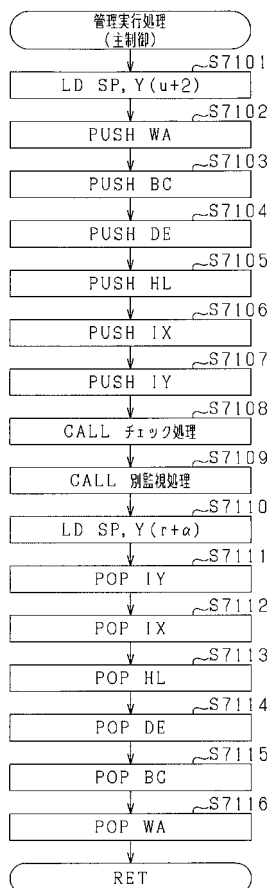 管理実行処理
(主制御)
S7101
LD SP, Y(u+2)
S7102
PUSH WA
S7103
PUSH BC
S7104
PUSH DE
S7105
PUSH HL
S7106
PUSH IX
S7107
PUSH IY
S7108
CALL チェック処理
S7109
CALL 別監視処理
S7110
LD SP, Y(r+α)
S7111
POP IY
S7112
POP IX
S7113
POP HL
S7114
POP DE
S7115
POP BC
S7116
POP WA
RET